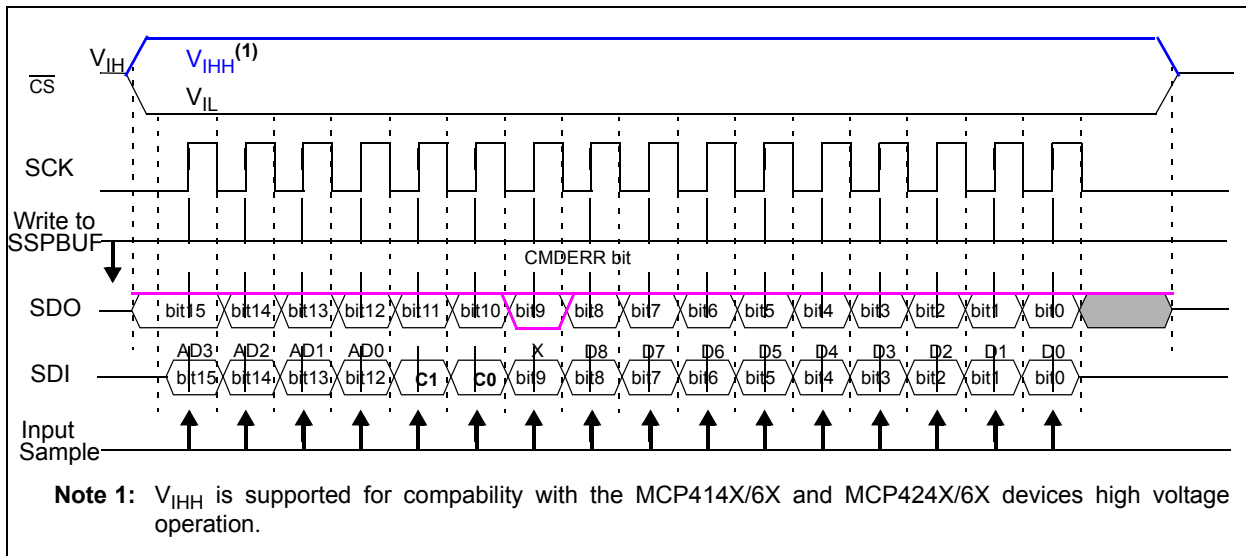 VIH
VIHH(1)
CS
VIL
SCK
Write to
SSPBUF
CMDERR bit
SDO bit15 bit14 bit13 bit12 bit11 bit10 bit9 bit8 bit7 bit6 bit5 bit4 bit3 bit2 bit1 bit0
AD3 AD2 AD1 AD0 X D8 D7 D6 D5 D4 D3 D2 D1 D0
SDI bit15 bit14 bit13 bit12 C1 C0 bit9 bit8 bit7 bit6 bit5 bit4 bit3 bit2 bit1 bit0
Input
Sample
Note 1: VIHH is supported for compability with the MCP414X/6X and MCP424X/6X devices high voltage
operation.